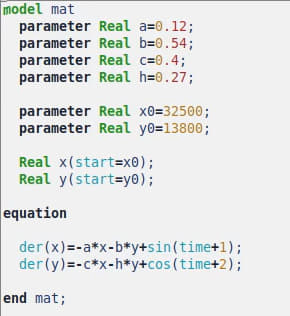 model mat
  parameter Real a=0.12;
  parameter Real b=0.54;
  parameter Real c=0.4;
  parameter Real h=0.27;

  parameter Real x0=32500;
  parameter Real y0=13800;

  Real x(start=x0);
  Real y(start=y0);

equation

  der(x)=-a*x-b*y+sin(time+1);
  der(y)=-c*x-h*y+cos(time+2);

end mat;